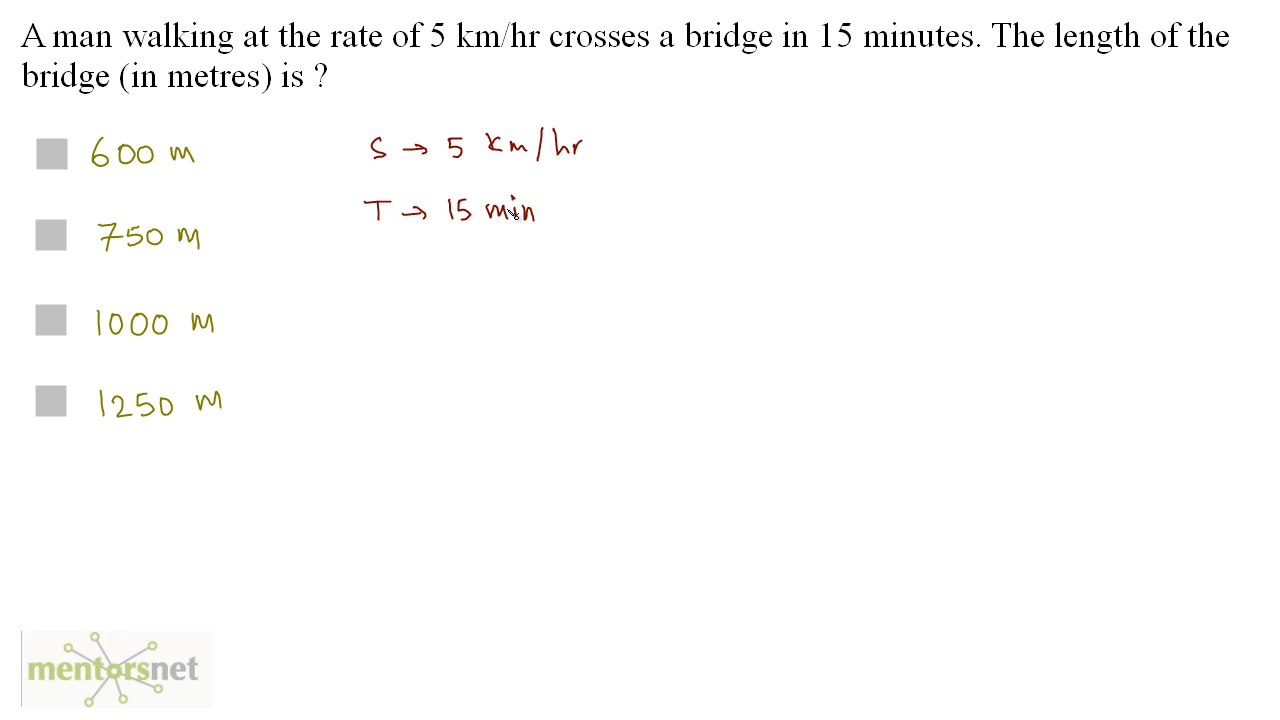 A man walking at the rate of 5 km/hr crosses a bridge in 15 minutes. The length of the
bridge (in metres) is ?
600 m
S → 5 km/hr
T → 15 min
750 m
1000 m
1250 m
mentorsnet